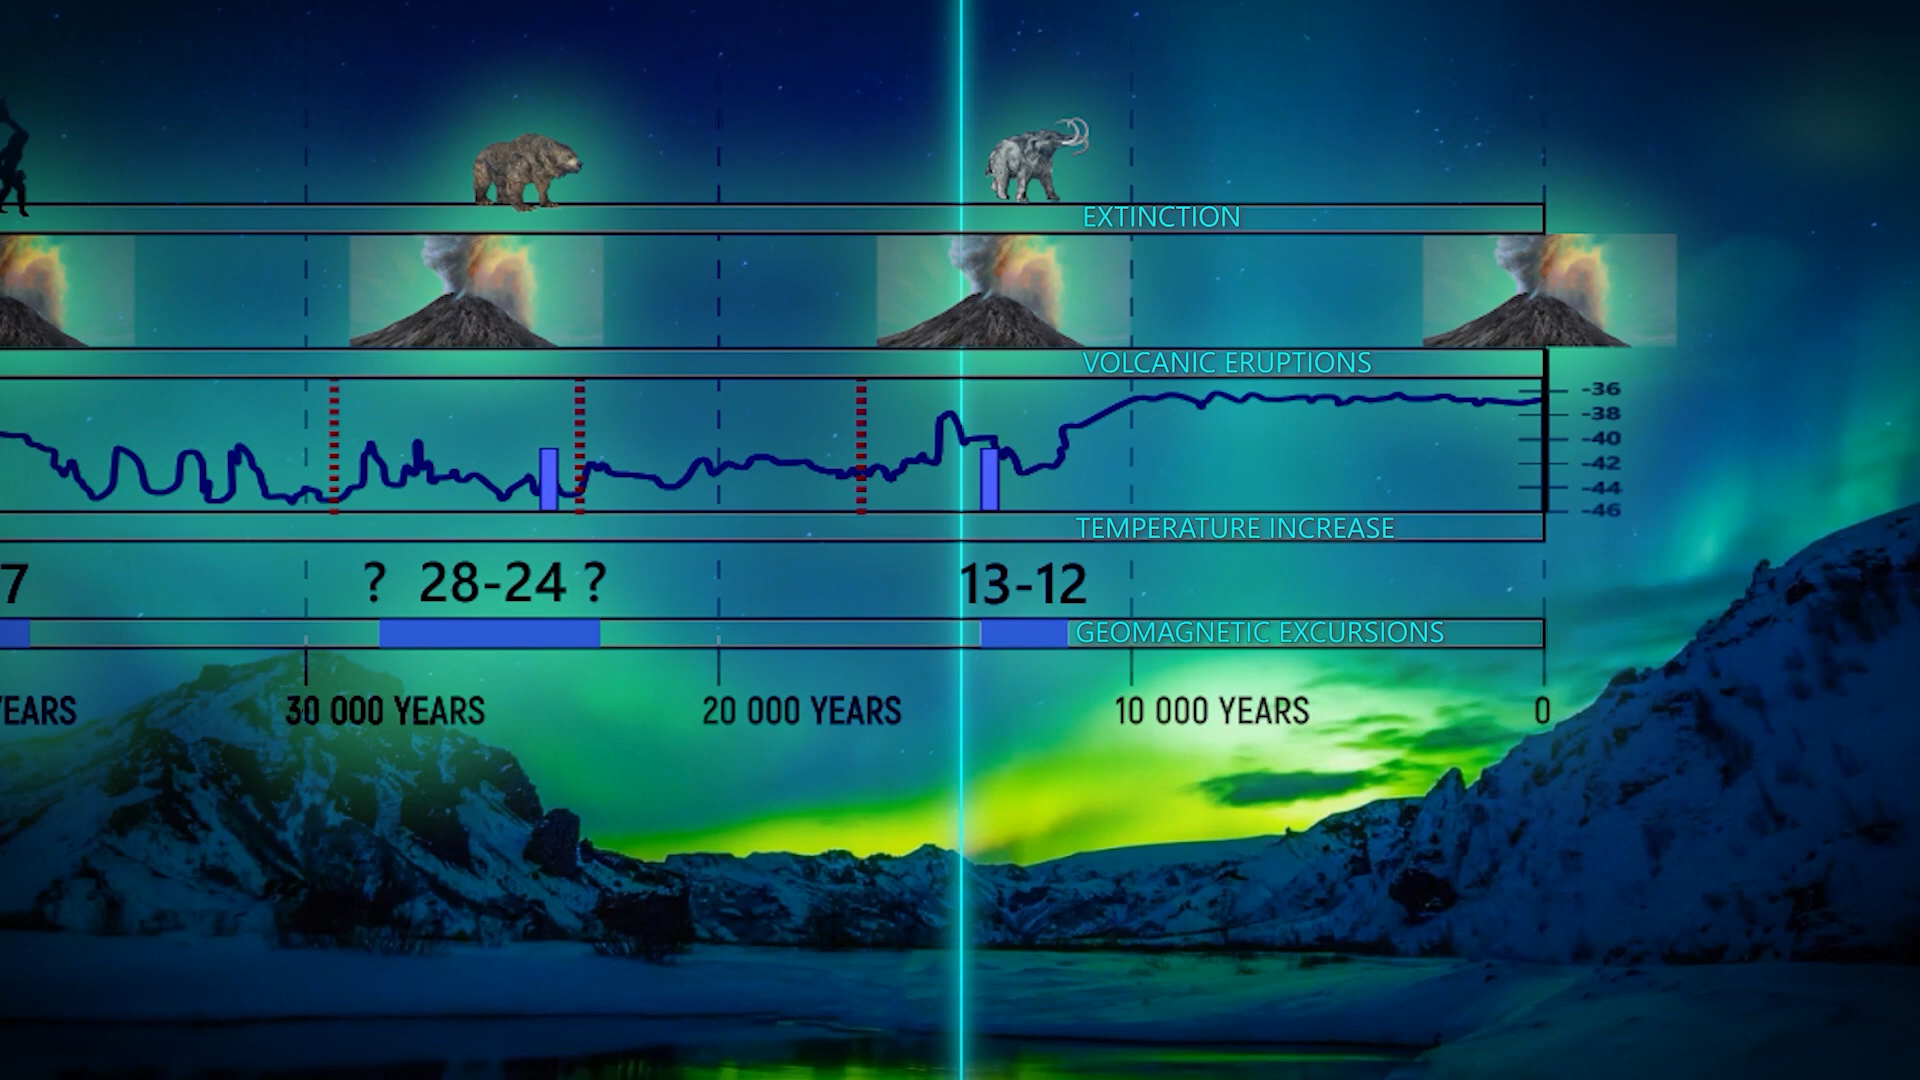 EXTINCTION
VOLCANIC ERUPTIONS
-36
-38
-40
-42
-44
-46
TEMPERATURE INCREASE
7 ? 28-24 ? 13-12
GEOMAGNETIC EXCURSIONS
YEARS 30 000 YEARS 20 000 YEARS 10 000 YEARS 0